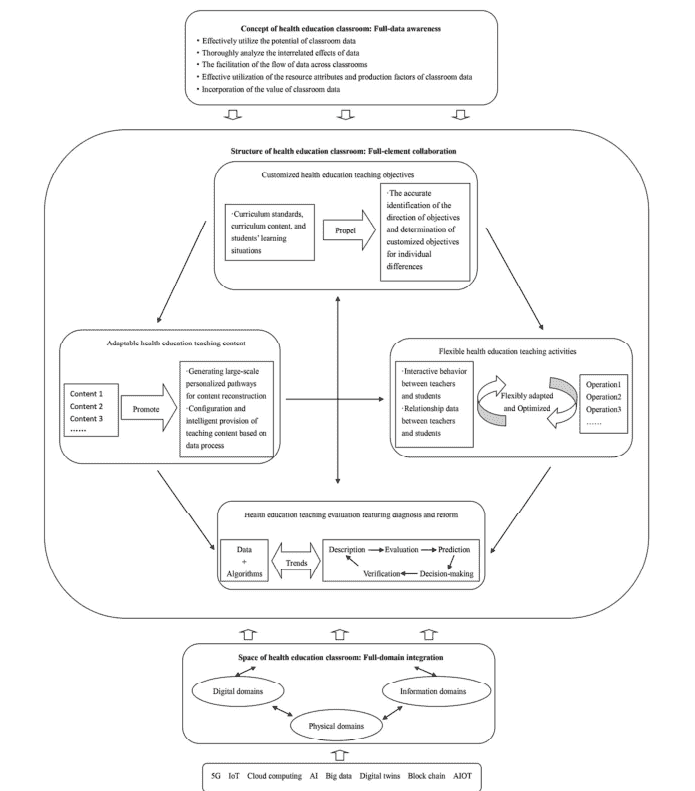 Concept of health education classroom: Full-data awareness
• Effectively utilize the potential of classroom data
• Thoroughly analyze the interrelated effects of data
• The facilitation of the flow of data across classrooms
• Effective utilization of the resource attributes and production factors of classroom data
• Incorporation of the value of classroom data
Structure of health education classroom: Full-element collaboration
Customized health education teaching objectives
·Curriculum standards,
curriculum content, and
students' learning
situations
Propel
·The accurate
identification of the
direction of objectives
and determination of
customized objectives
for individual
differences
Adaptable health education teaching content
Content 1
Content 2
Content 3
......
Promote
·Generating large-scale
personalized pathways
for content reconstruction
·Configuration and
intelligent provision of
teaching content based on
data process
Flexible health education teaching activities
·Interactive behavior
between teachers
and students
·Relationship data
between teachers
and students
Flexibly adapted
and Optimized
Operation1
Operation2
Operation3
......
Health education teaching evaluation featuring diagnosis and reform
Data
+
Algorithms
Trends
Description
Evaluation
Prediction
Verification
Decision-making
Space of health education classroom: Full-domain integration
Digital domains
Information domains
Physical domains
5G IoT Cloud computing AI Big data Digital twins Block chain AIOT